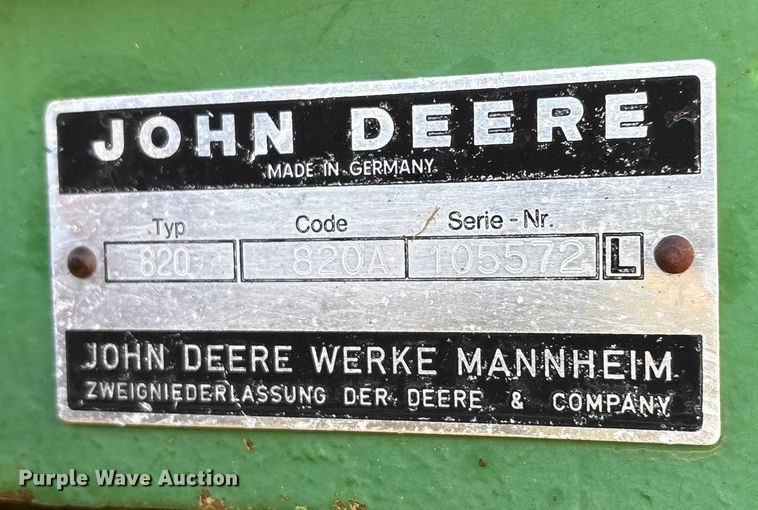 JOHN DEERE
MADE IN GERMANY
Typ Code Serie-Nr.
820 820A 105572 L
JOHN DEERE WERKE MANNHEIM
ZWEIGNIEDERLASSUNG DER DEERE & COMPANY
Purple Wave Auction